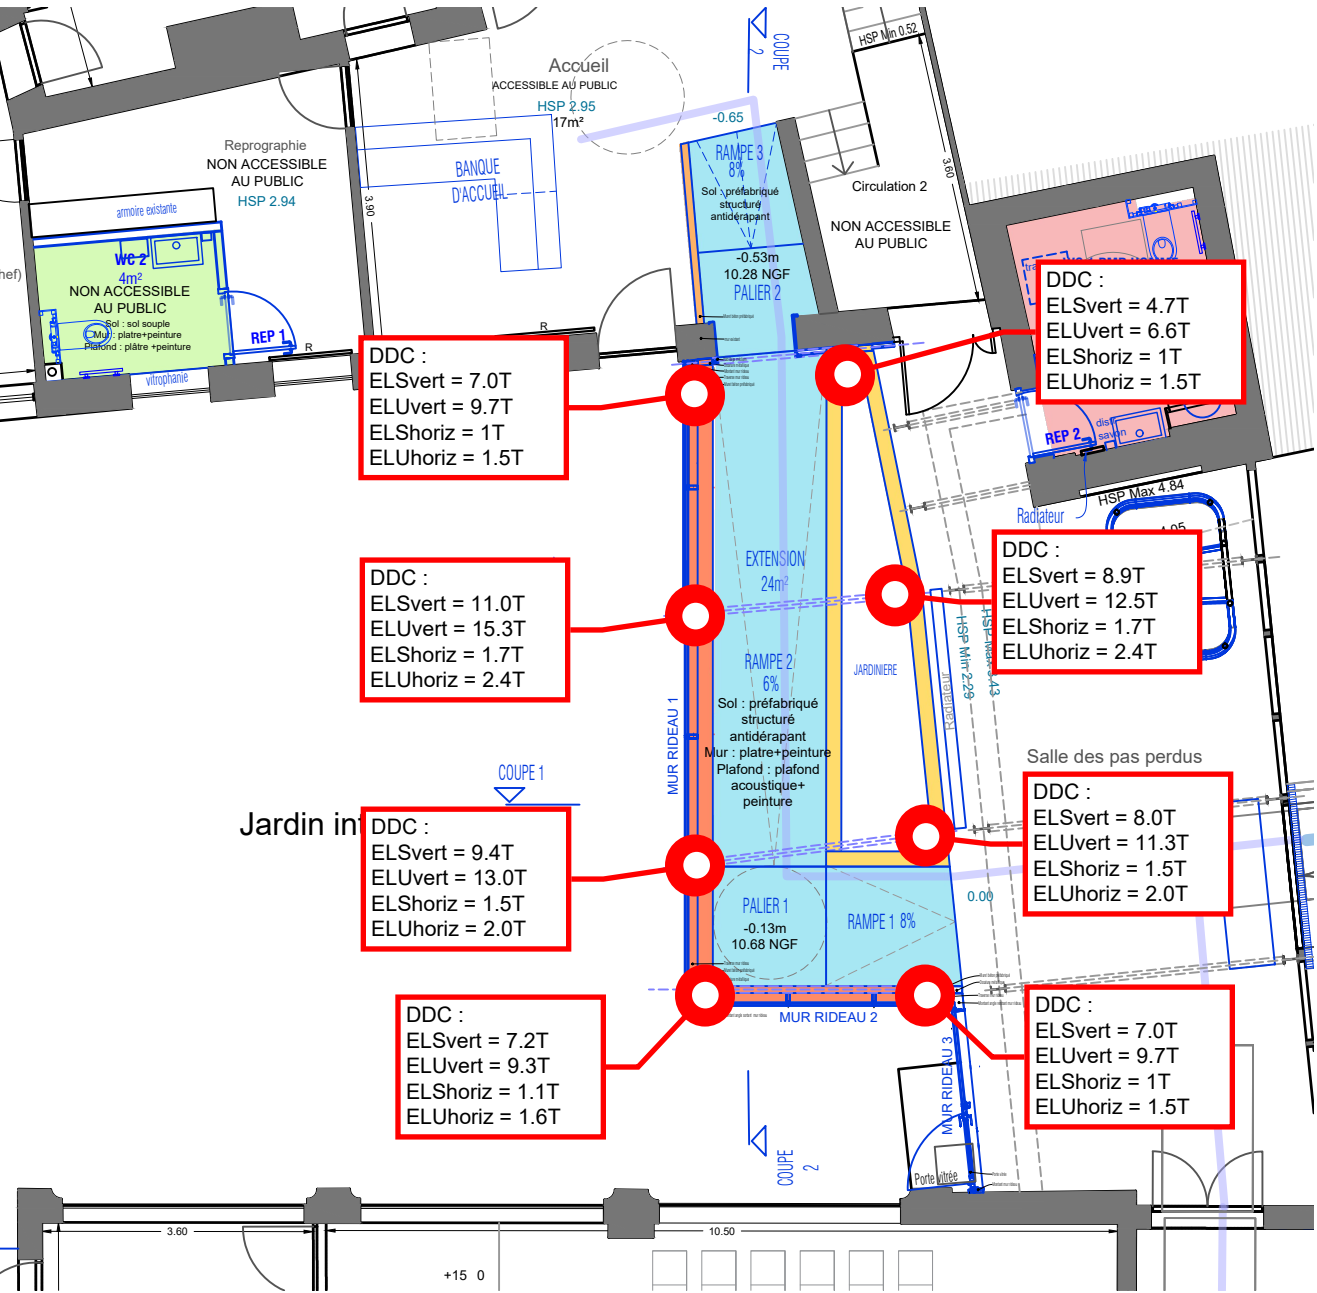 HSP Min 0.52
COUPE
2
Accueil
ACCESSIBLE AU PUBLIC
HSP 2.95
17m²
-0.65
Reprographie
NON ACCESSIBLE
AU PUBLIC
HSP 2.94
3.90
BANQUE
D'ACCUEIL
RAMPE 3
8%
Sol : préfabriqué
structuré
antidérapant
3.60
Circulation 2
NON ACCESSIBLE
AU PUBLIC
armoire existante
WC 2
4m²
NON ACCESSIBLE
AU PUBLIC
Sol : sol souple
Mur : platre+peinture
Plafond : plâtre +peinture
REP 1
R
R
vitrophanie
-0.53m
10.28 NGF
PALIER 2
DDC :
ELSvert = 4.7T
ELUvert = 6.6T
ELShoriz = 1T
ELUhoriz = 1.5T
DDC :
ELSvert = 7.0T
ELUvert = 9.7T
ELShoriz = 1T
ELUhoriz = 1.5T
REP 2
savon
HSP Max 4.84
Radiateur
DDC :
ELSvert = 11.0T
ELUvert = 15.3T
ELShoriz = 1.7T
ELUhoriz = 2.4T
EXTENSION
24m²
DDC :
ELSvert = 8.9T
ELUvert = 12.5T
ELShoriz = 1.7T
ELUhoriz = 2.4T
HSP Min 2.29
JARDINIERE
Radiateur
RAMPE 2
6%
Sol : préfabriqué
structuré
antidérapant
Mur : platre+peinture
Plafond : plafond
acoustique+
peinture
MUR RIDEAU 1
COUPE 1
Salle des pas perdus
Jardin int
DDC :
ELSvert = 9.4T
ELUvert = 13.0T
ELShoriz = 1.5T
ELUhoriz = 2.0T
DDC :
ELSvert = 8.0T
ELUvert = 11.3T
ELShoriz = 1.5T
ELUhoriz = 2.0T
0.00
PALIER 1
-0.13m
10.68 NGF
RAMPE 1 8%
MUR RIDEAU 2
MUR RIDEAU 3
DDC :
ELSvert = 7.2T
ELUvert = 9.3T
ELShoriz = 1.1T
ELUhoriz = 1.6T
DDC :
ELSvert = 7.0T
ELUvert = 9.7T
ELShoriz = 1T
ELUhoriz = 1.5T
COUPE
2
Porte vitrée
3.60
10.50
+15 0